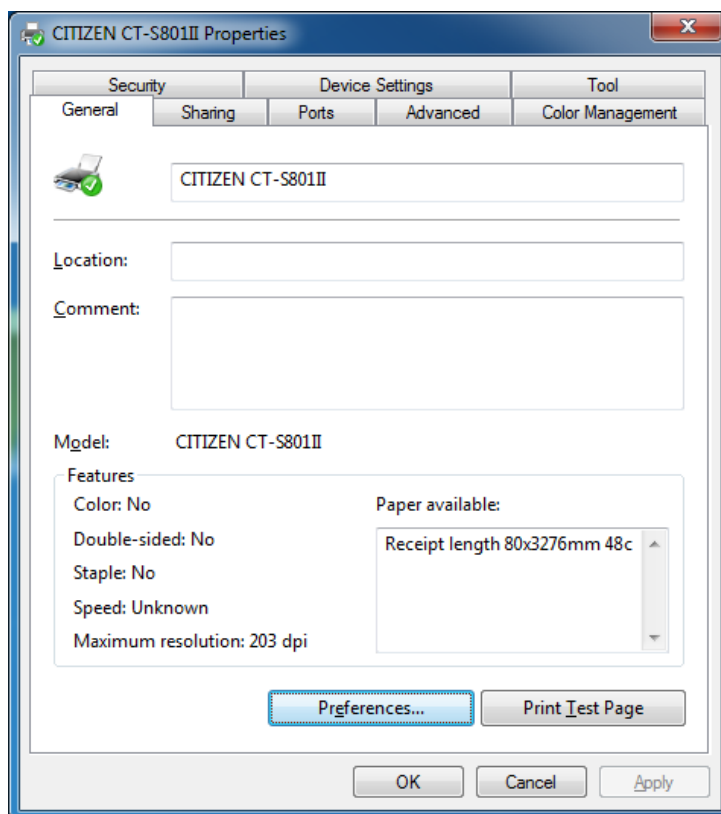 CITIZEN CT-S801II Properties
Security Device Settings Tool
General Sharing Ports Advanced Color Management
CITIZEN CT-S801II
Location:
Comment:
Model: CITIZEN CT-S801II
Features
Color: No Paper available:
Double-sided: No Receipt length 80x3276mm 48c
Staple: No
Speed: Unknown
Maximum resolution: 203 dpi
Preferences... Print Test Page
OK Cancel Apply